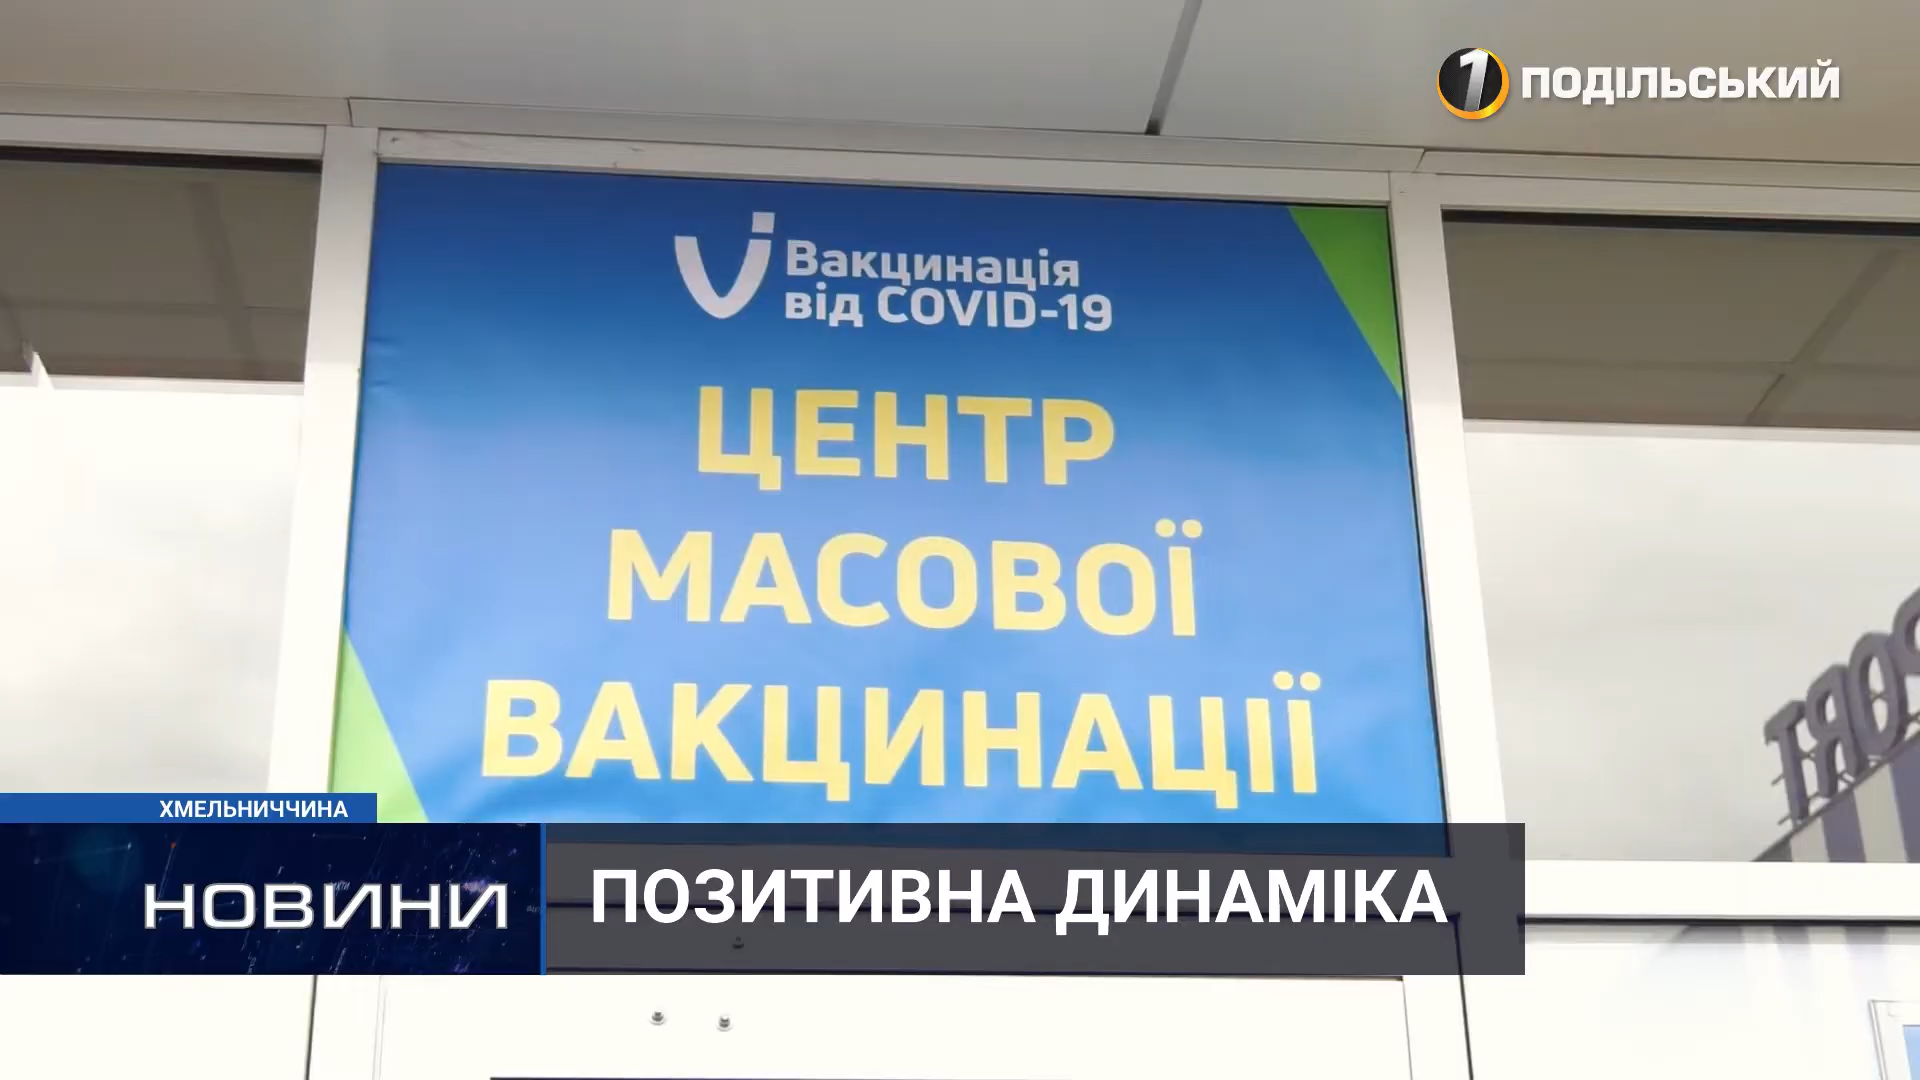 1 ПОДІЛЬСЬКИЙ
Вакцинація
від COVID-19
ЦЕНТР
МАСОВОЇ
ВАКЦИНАЦІЇ
ХМЕЛЬНИЧЧИНА
НОВИНИ
ПОЗИТИВНА ДИНАМІКА